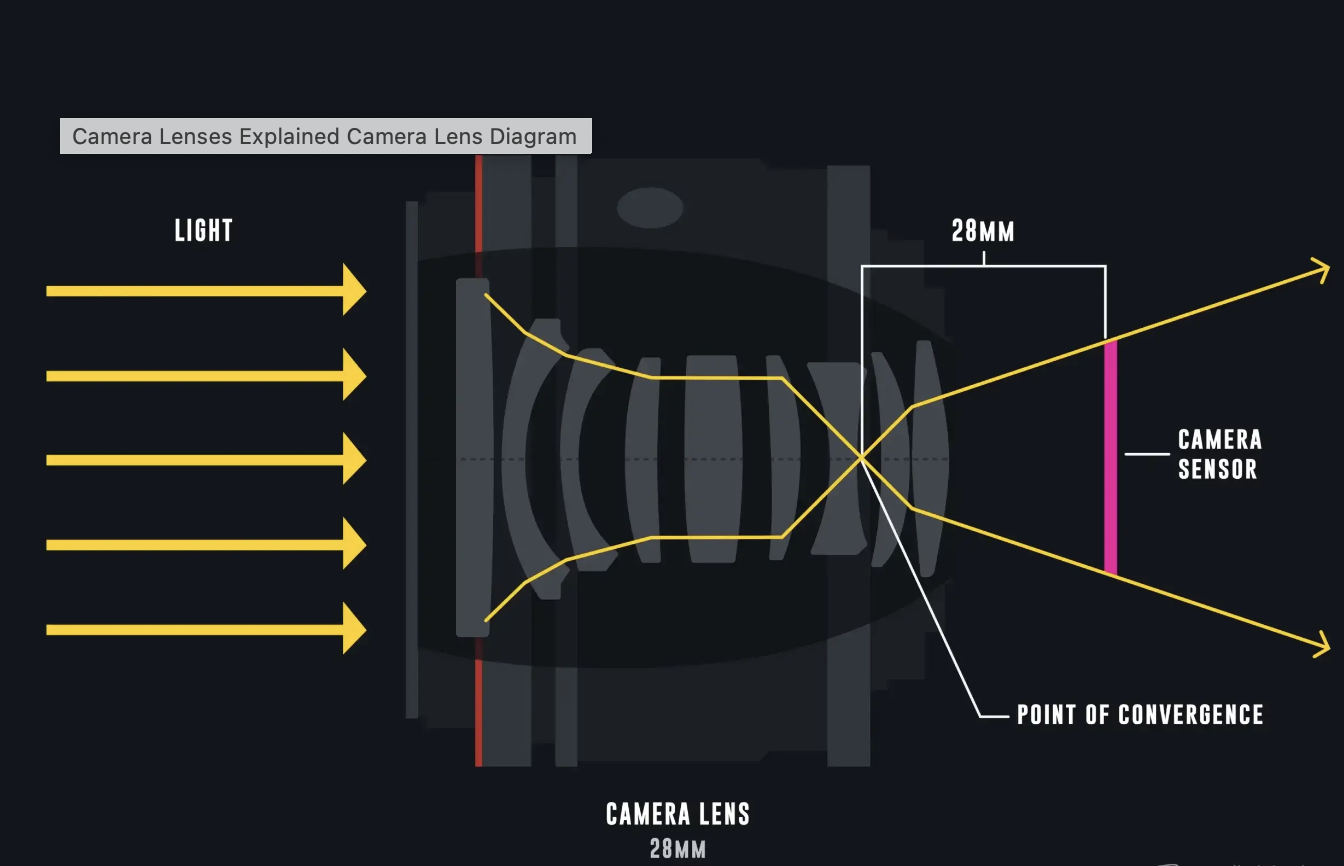 Camera Lenses Explained Camera Lens Diagram
LIGHT
28MM
CAMERA
SENSOR
POINT OF CONVERGENCE
CAMERA LENS
28MM